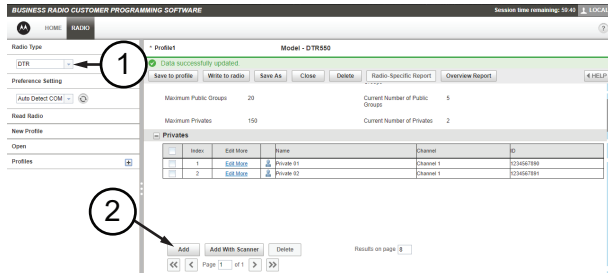 BUSINESS RADIO CUSTOMER PROGRAMMING SOFTWARE Session time remaining: 59:40 LOCAL
HOME RADIO ?
Radio Type
DTR
Preference Setting
Auto Detect COM
Read Radio
New Profile
Open
Profiles
1
2
* Profile1 Model - DTR550
Data successfully updated.
Save to profile Write to radio Save As Close Delete Radio-Specific Report Overview Report HELP
Groups
Maximum Public Groups 20 Current Number of Public Groups 5
Maximum Privates 150 Current Number of Privates 2
Privates
Index Edit More Name Channel ID
1 Edit More Private 01 Channel 1 1234567890
2 Edit More Private 02 Channel 1 1234567891
Add Add With Scanner Delete Results on page 8
<< < Page 1 of 1 > >>